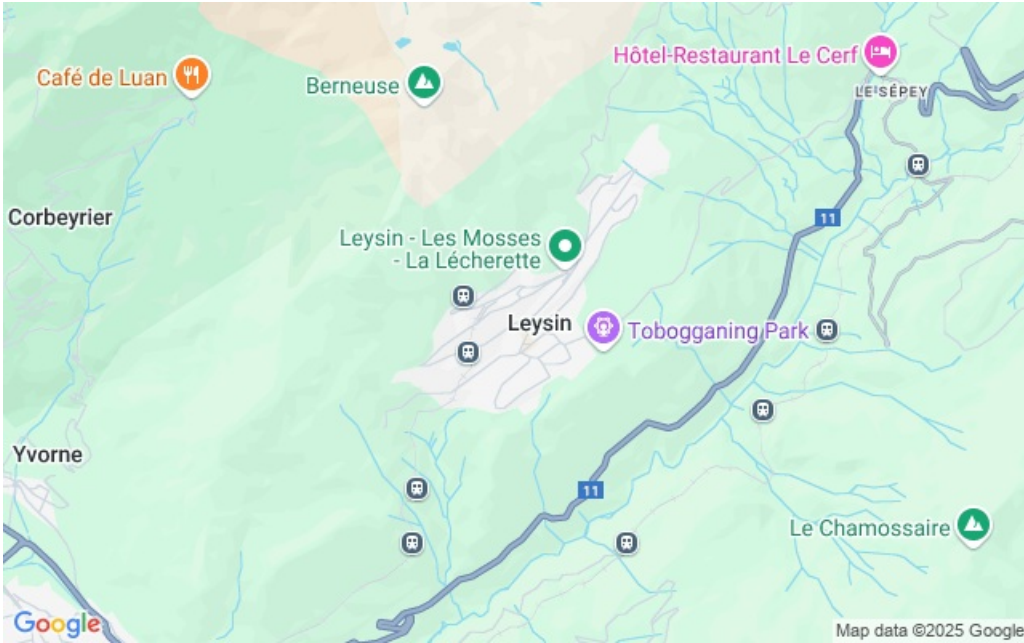 Hôtel-Restaurant Le Cerf
Café de Luan
Berneuse
LE SÉPEY
Corbeyrier
11
Leysin - Les Mosses
- La Lécherette
Leysin
Tobogganing Park
Yvorne
11
Le Chamossaire
Google
Map data ©2025 Google